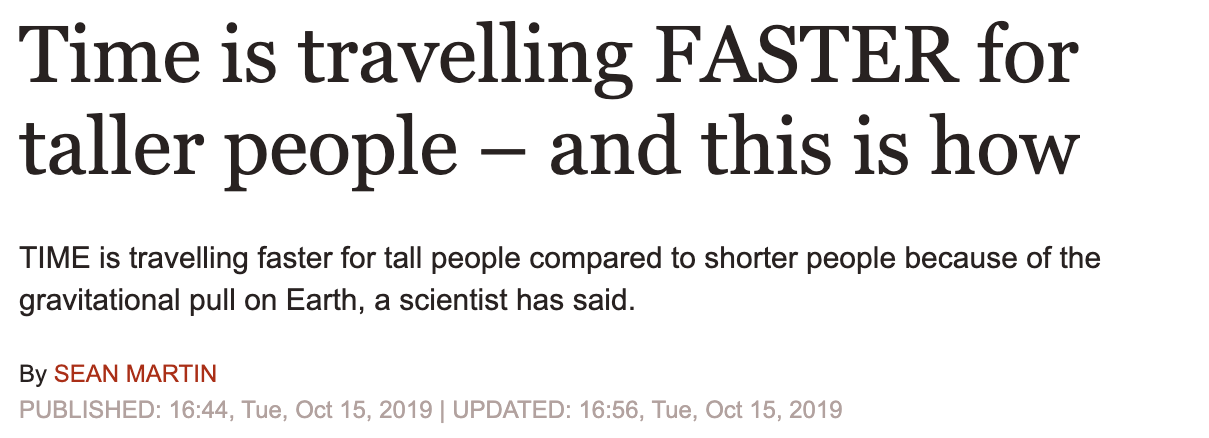 Time is travelling FASTER for
taller people – and this is how
TIME is travelling faster for tall people compared to shorter people because of the
gravitational pull on Earth, a scientist has said.
By SEAN MARTIN
PUBLISHED: 16:44, Tue, Oct 15, 2019 | UPDATED: 16:56, Tue, Oct 15, 2019